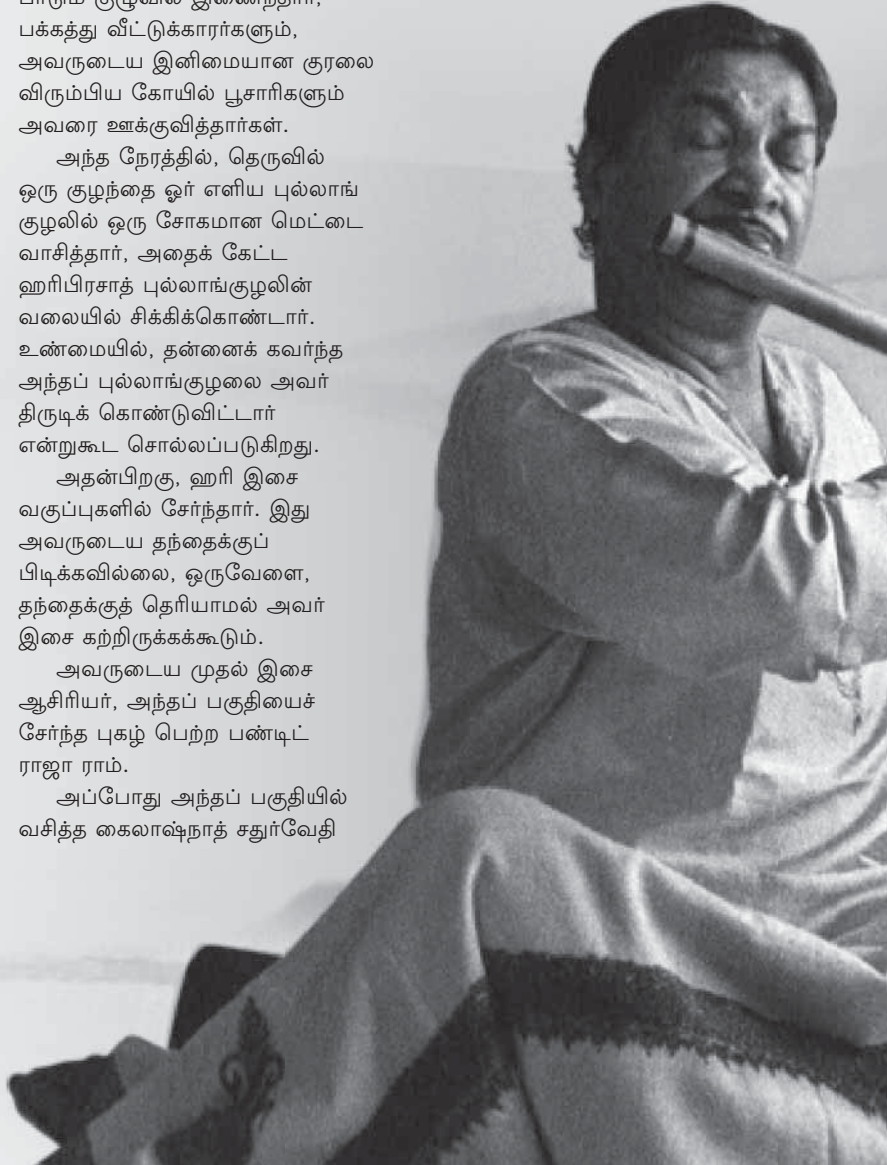 பாடும் குழுவில் இணைந்தார்,
பக்கத்து வீட்டுக்காரர்களும்,
அவருடைய இனிமையான குரலை
விரும்பிய கோயில் பூசாரிகளும்
அவரை ஊக்குவித்தார்கள்.
அந்த நேரத்தில், தெருவில்
ஒரு குழந்தை ஓர் எளிய புல்லாங்
குழலில் ஒரு சோகமான மெட்டை
வாசித்தார், அதைக் கேட்ட
ஹரிபிரசாத் புல்லாங்குழலின்
வலையில் சிக்கிக்கொண்டார்.
உண்மையில், தன்னைக் கவர்ந்த
அந்தப் புல்லாங்குழலை அவர்
திருடிக் கொண்டுவிட்டார்
என்றுகூட சொல்லப்படுகிறது.
அதன்பிறகு, ஹரி இசை
வகுப்புகளில் சேர்ந்தார். இது
அவருடைய தந்தைக்குப்
பிடிக்கவில்லை, ஒருவேளை,
தந்தைக்குத் தெரியாமல் அவர்
இசை கற்றிருக்கக்கூடும்.
அவருடைய முதல் இசை
ஆசிரியர், அந்தப் பகுதியைச்
சேர்ந்த புகழ் பெற்ற பண்டிட்
ராஜா ராம்.
அப்போது அந்தப் பகுதியில்
வசித்த கைலாஷ்நாத் சதுர்வேதி